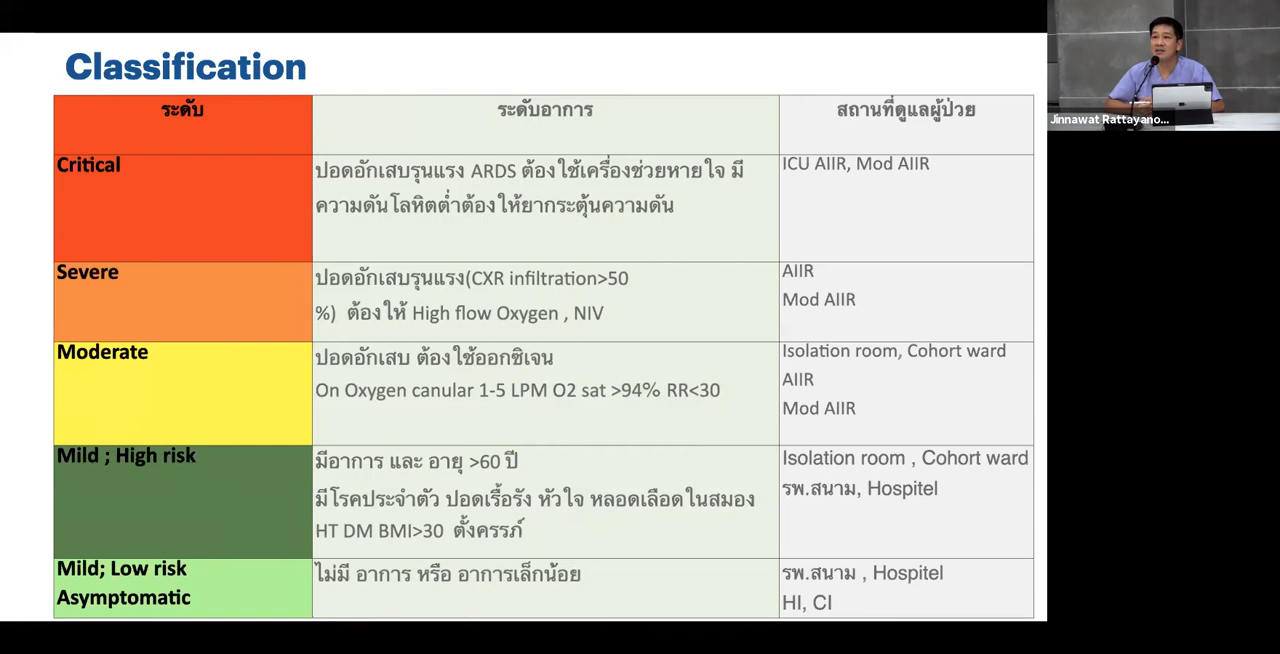 Classification
ระดับ
ระดับอาการ
สถานที่ดูแลผู้ป่วย
Critical
ปอดอักเสบรุนแรง ARDS ต้องใช้เครื่องช่วยหายใจ มี
ความดันโลหิตต่ำต้องให้ยากระตุ้นความดัน
ICU AIIR, Mod AIIR
Severe
ปอดอักเสบรุนแรง(CXR infiltration>50
%) ต้องให้ High flow Oxygen , NIV
AIIR
Mod AIIR
Moderate
ปอดอักเสบ ต้องใช้ออกซิเจน
On Oxygen canular 1-5 LPM O2 sat >94% RR<30
Isolation room, Cohort ward
AIIR
Mod AIIR
Mild ; High risk
มีอาการ และ อายุ >60 ปี
มีโรคประจำตัว ปอดเรื้อรัง หัวใจ หลอดเลือดในสมอง
HT DM BMI>30 ตั้งครรภ์
Isolation room , Cohort ward
รพ.สนาม, Hospitel
Mild; Low risk
Asymptomatic
ไม่มี อาการ หรือ อาการเล็กน้อย
รพ.สนาม , Hospitel
HI, CI
Jinnawat Rattayano...